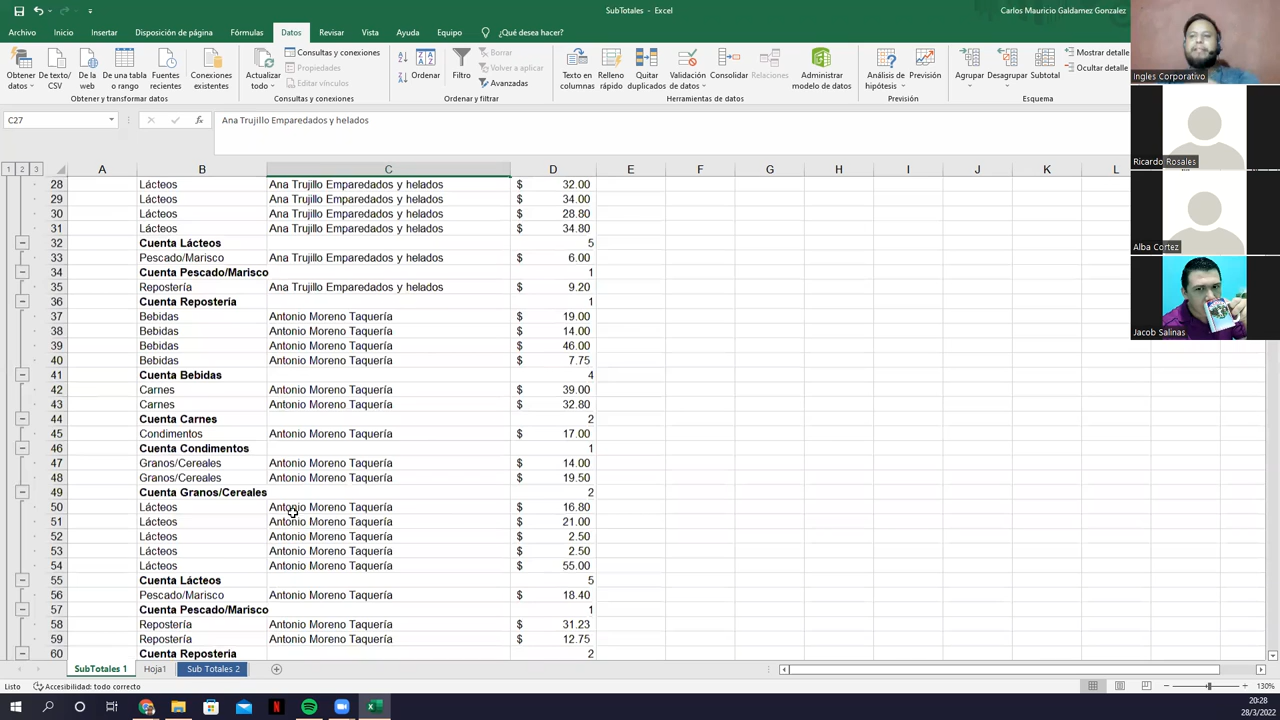 SubTotales - Excel
Carlos Mauricio Galdamez Gonzalez
Archivo Inicio Insertar Disposición de página Fórmulas Datos Revisar Vista Ayuda Equipo ¿Qué desea hacer?
Obtener datos De texto/CSV De la web De una tabla o rango Fuentes recientes Conexiones existentes
Obtener y transformar datos
Actualizar todo Consultas y conexiones Propiedades Editar vínculos
Consultas y conexiones
Ordenar Filtro Borrar Volver a aplicar Avanzadas
Ordenar y filtrar
Texto en columnas Relleno rápido Quitar duplicados Validación de datos Consolidar Relaciones Administrar modelo de datos
Herramientas de datos
Análisis de hipótesis Previsión
Previsión
Agrupar Desagrupar Subtotal Mostrar detalle Ocultar detalle
Esquema
Ingles Corporativo
Ricardo Rosales
Alba Cortez
Jacob Salinas
C27 fx Ana Trujillo Emparedados y helados
1 2 3 A B C D E F G H I J K L
28 Lácteos Ana Trujillo Emparedados y helados $ 32.00
29 Lácteos Ana Trujillo Emparedados y helados $ 34.00
30 Lácteos Ana Trujillo Emparedados y helados $ 28.80
31 Lácteos Ana Trujillo Emparedados y helados $ 34.80
32 Cuenta Lácteos 5
33 Pescado/Marisco Ana Trujillo Emparedados y helados $ 6.00
34 Cuenta Pescado/Marisco 1
35 Repostería Ana Trujillo Emparedados y helados $ 9.20
36 Cuenta Repostería 1
37 Bebidas Antonio Moreno Taquería $ 19.00
38 Bebidas Antonio Moreno Taquería $ 14.00
39 Bebidas Antonio Moreno Taquería $ 46.00
40 Bebidas Antonio Moreno Taquería $ 7.75
41 Cuenta Bebidas 4
42 Carnes Antonio Moreno Taquería $ 39.00
43 Carnes Antonio Moreno Taquería $ 32.80
44 Cuenta Carnes 2
45 Condimentos Antonio Moreno Taquería $ 17.00
46 Cuenta Condimentos 1
47 Granos/Cereales Antonio Moreno Taquería $ 14.00
48 Granos/Cereales Antonio Moreno Taquería $ 19.50
49 Cuenta Granos/Cereales 2
50 Lácteos Antonio Moreno Taquería $ 16.80
51 Lácteos Antonio Moreno Taquería $ 21.00
52 Lácteos Antonio Moreno Taquería $ 2.50
53 Lácteos Antonio Moreno Taquería $ 2.50
54 Lácteos Antonio Moreno Taquería $ 55.00
55 Cuenta Lácteos 5
56 Pescado/Marisco Antonio Moreno Taquería $ 18.40
57 Cuenta Pescado/Marisco 1
58 Repostería Antonio Moreno Taquería $ 31.23
59 Repostería Antonio Moreno Taquería $ 12.75
60 Cuenta Repostería 2
SubTotales 1 Hoja1 Sub Totales 2
Listo Accesibilidad: todo correcto 130%
20:28
28/3/2022